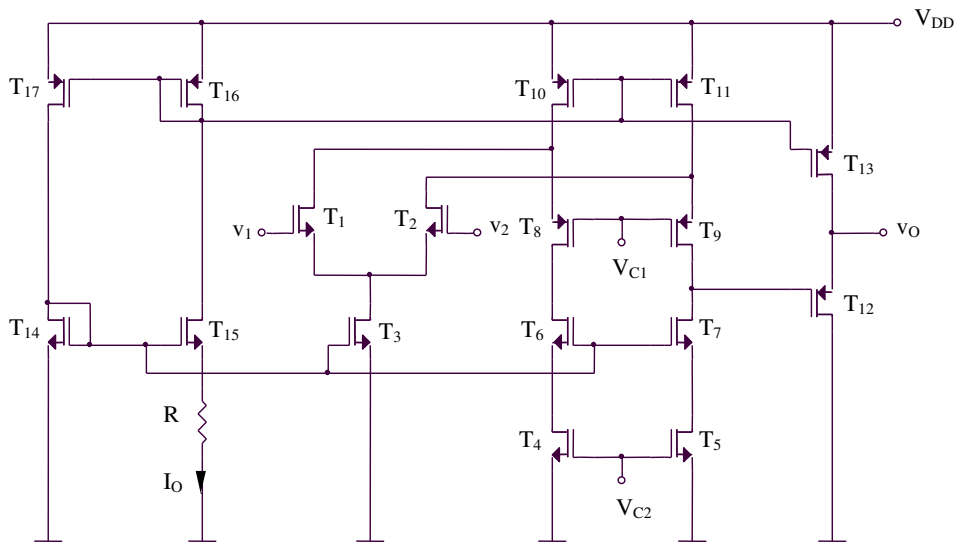 V_DD
T_17
T_16
T_10
T_11
T_13
v_1
T_1
T_2
v_2
T_8
T_9
v_O
V_C1
T_14
T_15
T_3
T_6
T_7
T_12
R
T_4
T_5
I_O
V_C2